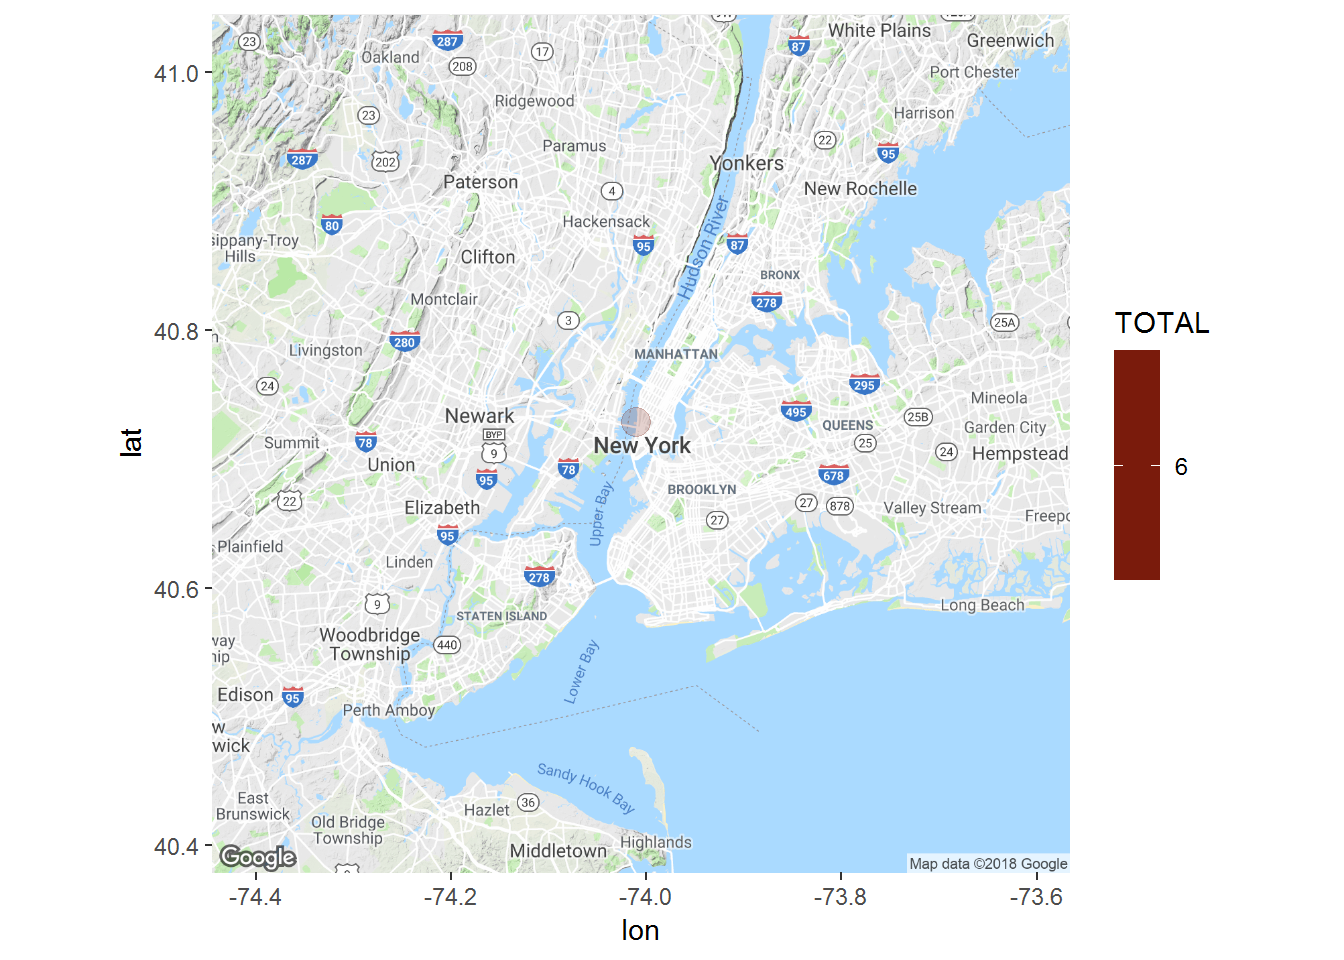 White Plains
Greenwich
23
287
17
87
Oakland
208
Port Chester
41.0
Ridgewood
23
Harrison
22
Paramus
95
287
202
Yonkers
Paterson
4
New Rochelle
Hackensack
80
sippany-Troy
Hills
95
87
Hudson River
Clifton
BRONX
278
Montclair
3
25A
TOTAL
40.8
280
Livingston
MANHATTAN
24
295
Mineola
495
Newark
25B
QUEENS
Garden City
BYP
9
Summit
78
New York
25
24
Hempstead
Union
78
6
95
678
BROOKLYN
22
Elizabeth
27
878
Valley Stream
Upper Bay
27
Freepo
95
Plainfield
Linden
278
40.6
9
Long Beach
STATEN ISLAND
way
hip
Woodbridge
Township
440
Lower Bay
Edison
95
Perth Amboy
w
wick
Sandy Hook Bay
East
Brunswick
36
Hazlet
Old Bridge
Township
Highlands
40.4
Google
Middletown
Map data ©2018 Google
-74.4
-74.2
-74.0
-73.8
-73.6
lon
lat